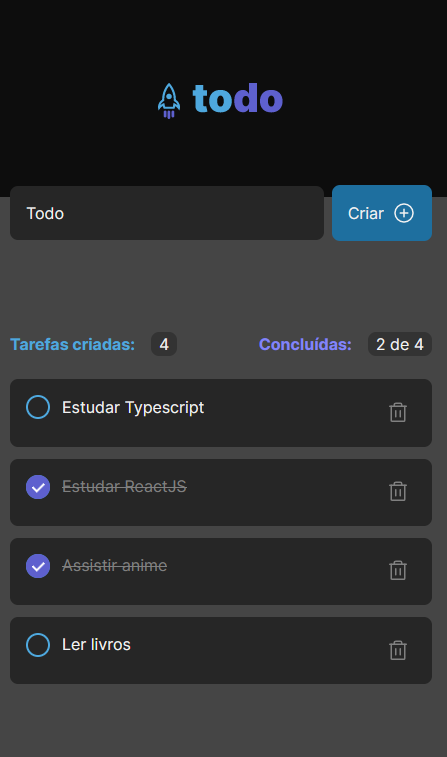 todo
Todo
Criar
Tarefas criadas: 4
Concluídas: 2 de 4
Estudar Typescript
Estudar ReactJS
Assistir anime
Ler livros